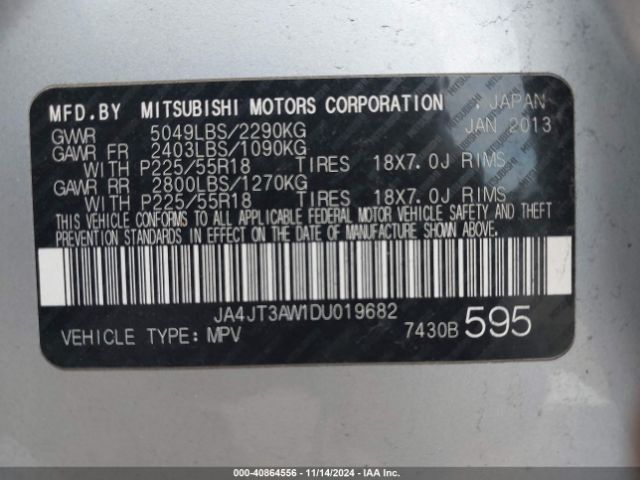 MFD.BY MITSUBISHI MOTORS CORPORATION , JAPAN
GVWR 5049LBS/2290KG JAN 2013
GAWR FR 2403LBS/1090KG
WITH P225/55R18 TIRES 18X7.0J RIMS
GAWR RR 2800LBS/1270KG
WITH P225/55R18 TIRES 18X7.0J RIMS
THIS VEHICLE CONFORMS TO ALL APPLICABLE FEDERAL MOTOR VEHICLE SAFETY AND THEFT
PREVENTION STANDARDS IN EFFECT ON THE DATE OF MANUFACTURE SHOWN ABOVE.
JA4JT3AW1DU019682
VEHICLE TYPE: MPV 7430B 595
000-40864556 - 11/14/2024 - IAA Inc.